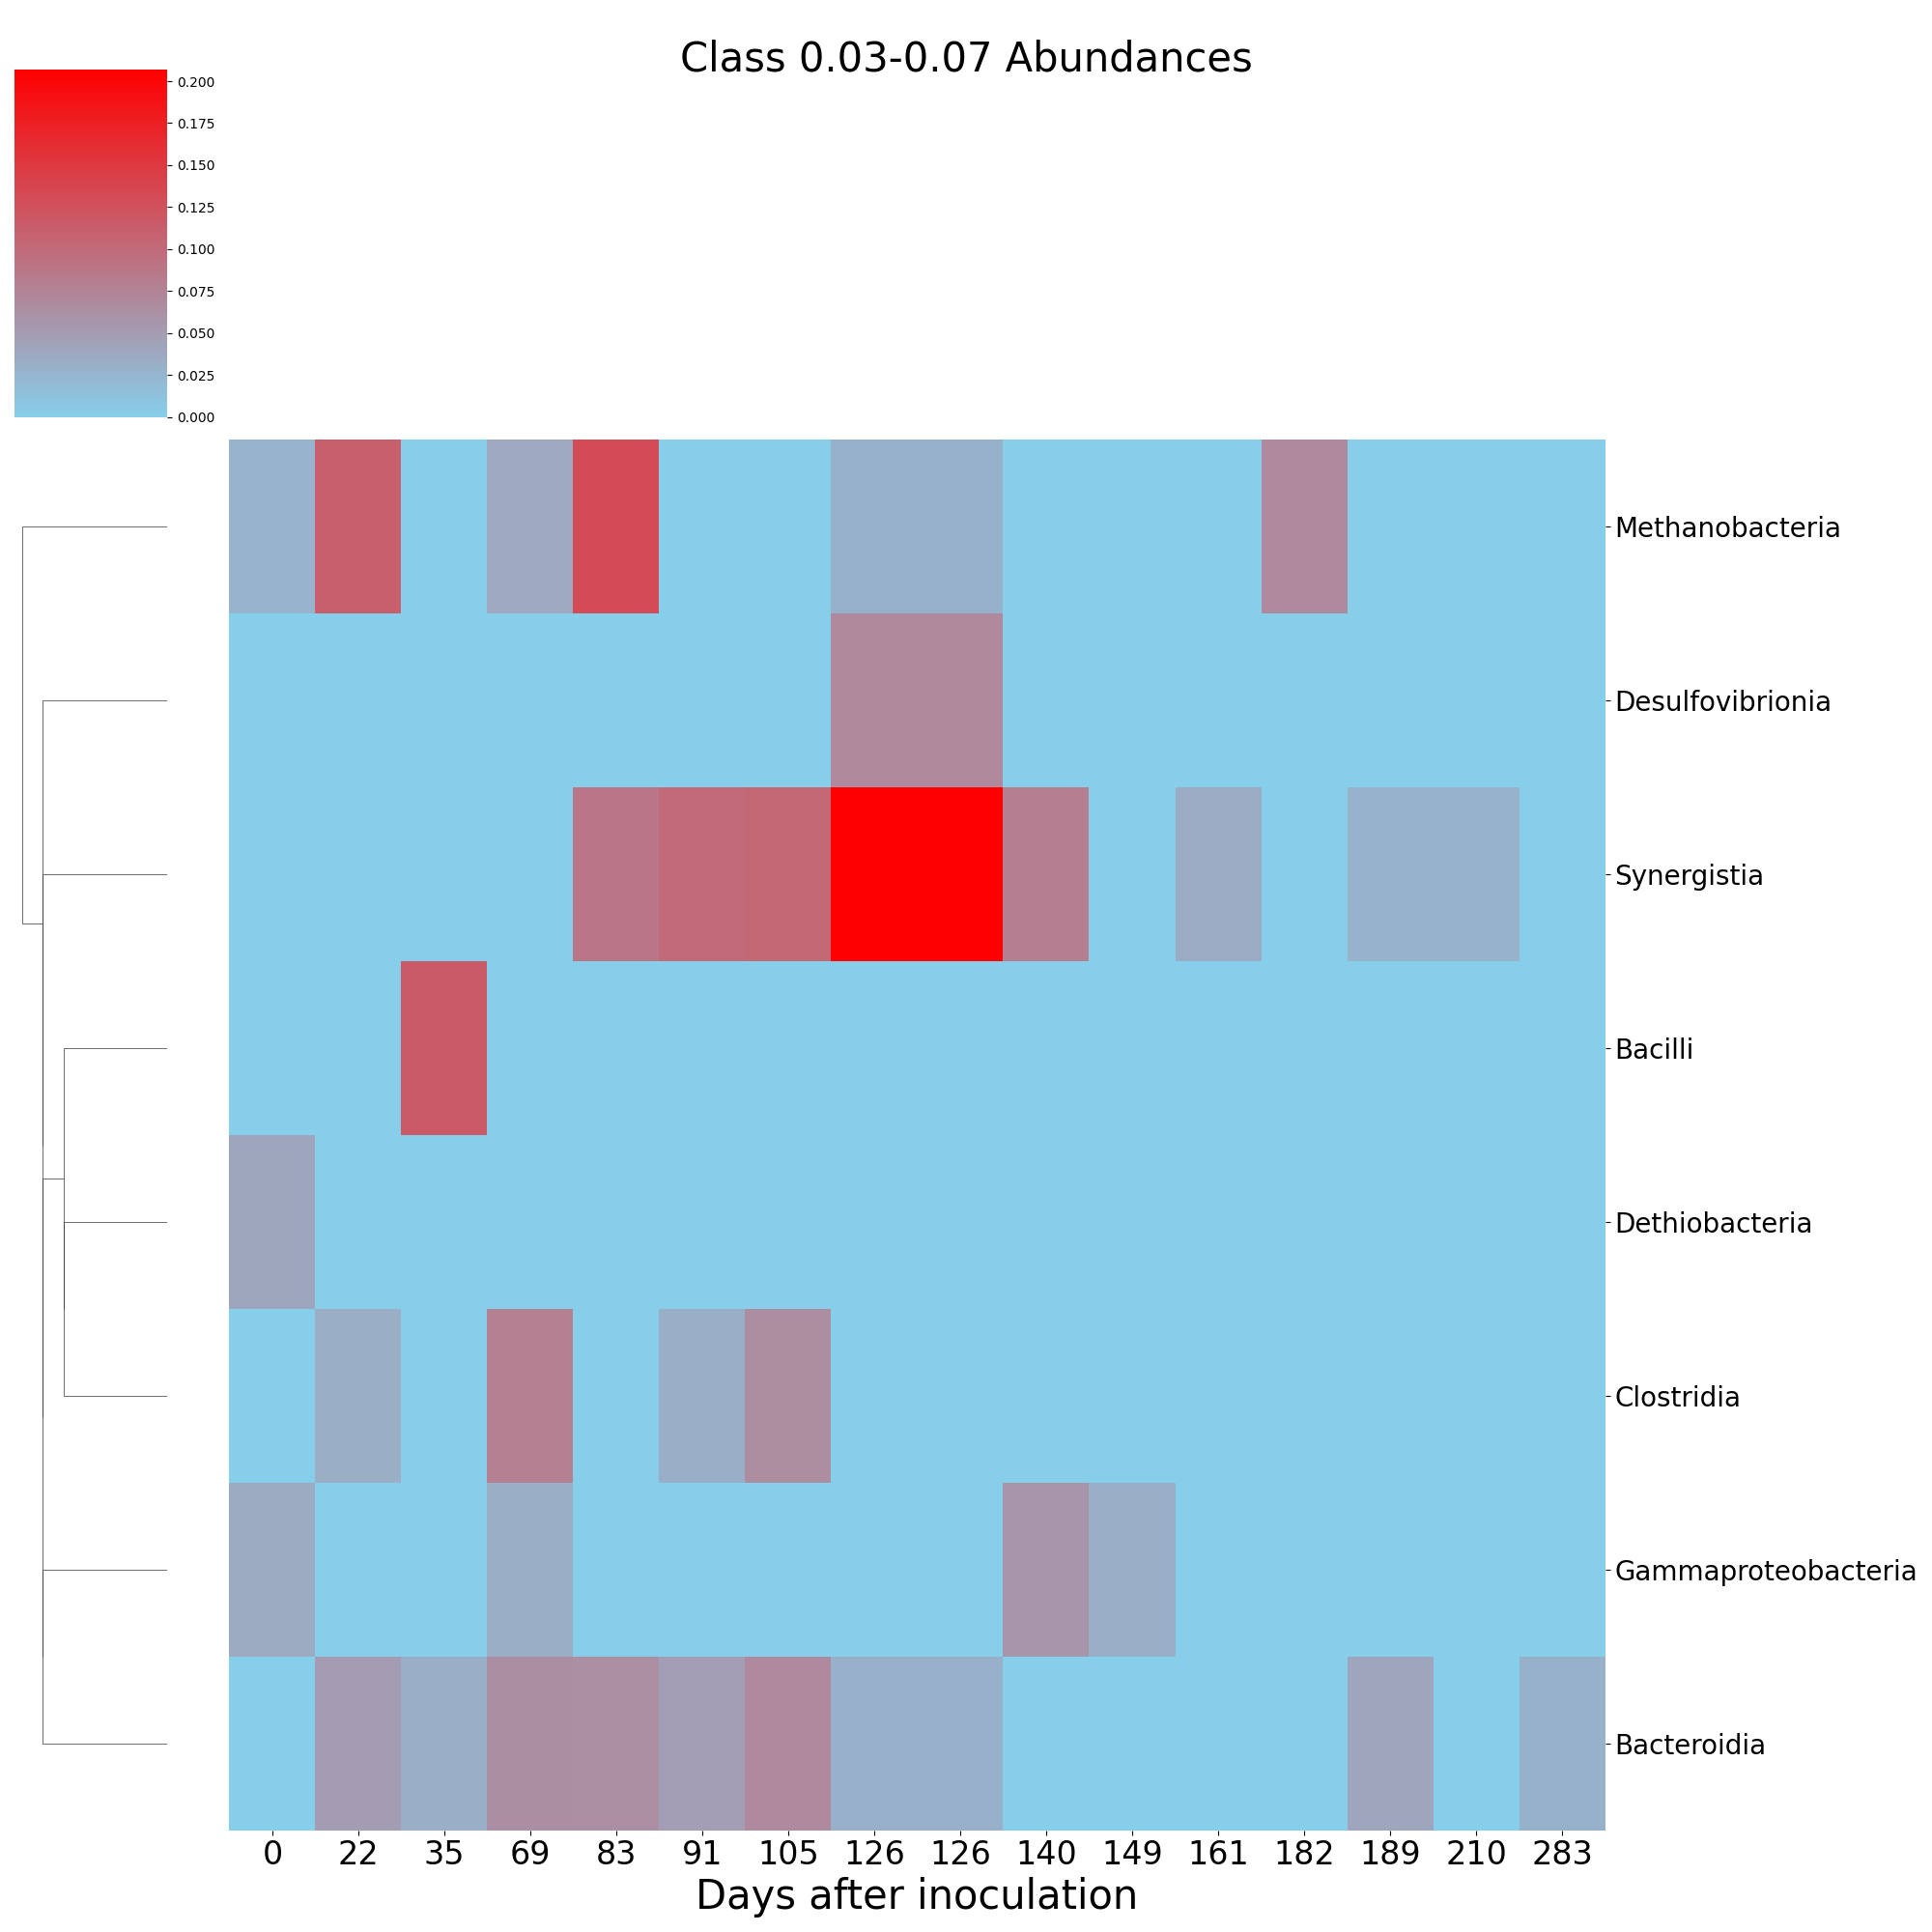 Class 0.03-0.07 Abundances
0.200
0.175
0.150
0.125
0.100
0.075
0.050
0.025
0.000
Methanobacteria
Desulfovibrionia
Synergistia
Bacilli
Dethiobacteria
Clostridia
Gammaproteobacteria
Bacteroidia
0 22 35 69 83 91 105 126 126 140 149 161 182 189 210 283
Days after inoculation